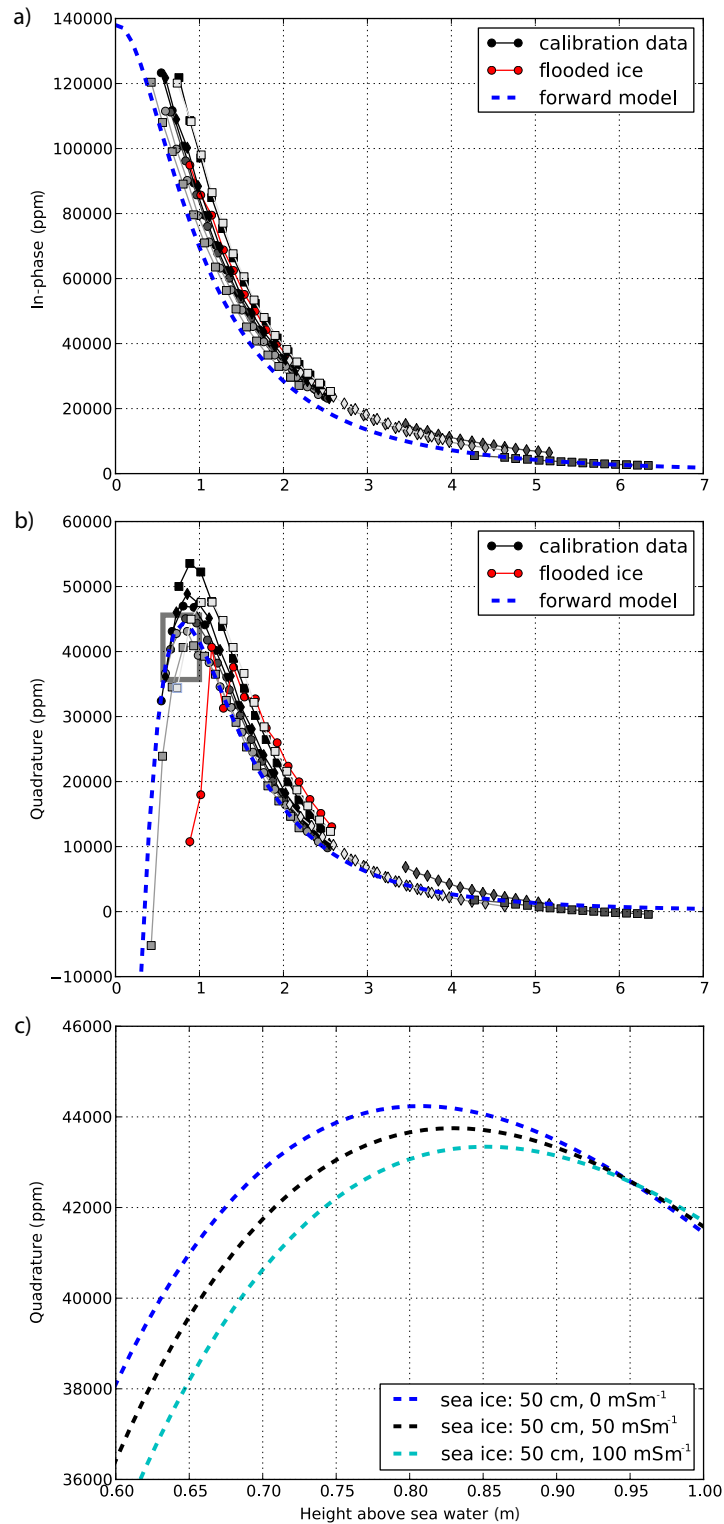 a)
140000
120000
100000
80000
60000
40000
20000
0
In-phase (ppm)
calibration data
flooded ice
forward model
0 1 2 3 4 5 6 7
b)
60000
50000
40000
30000
20000
10000
0
−10000
Quadrature (ppm)
calibration data
flooded ice
forward model
0 1 2 3 4 5 6 7
c)
46000
44000
42000
40000
38000
36000
Quadrature (ppm)
sea ice: 50 cm, 0 mSm⁻¹
sea ice: 50 cm, 50 mSm⁻¹
sea ice: 50 cm, 100 mSm⁻¹
0.60 0.65 0.70 0.75 0.80 0.85 0.90 0.95 1.00
Height above sea water (m)